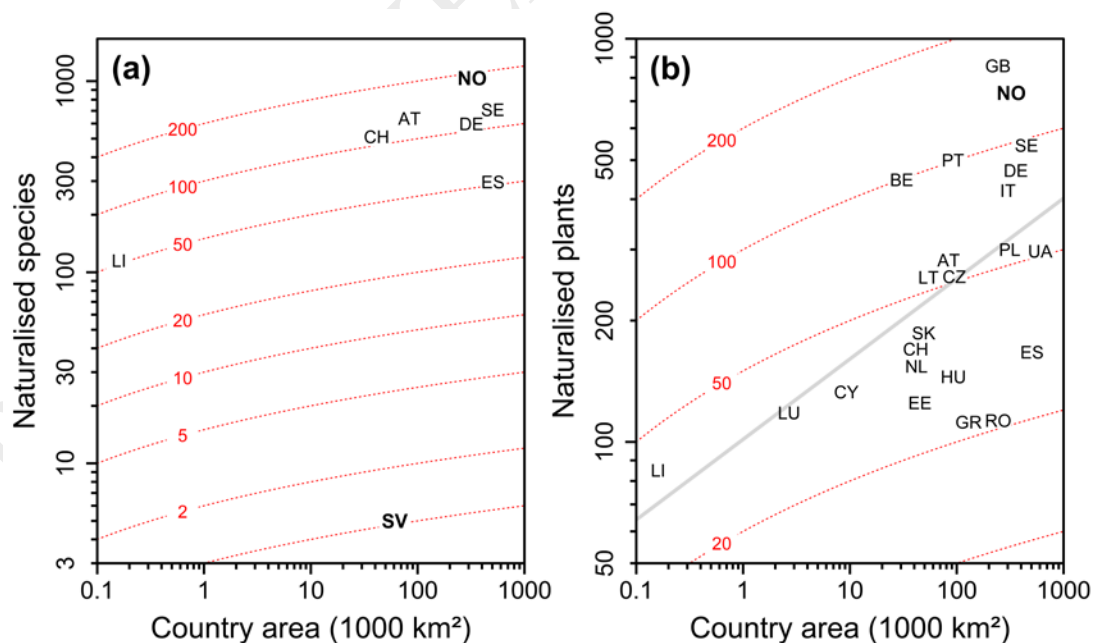 (a)
Naturalised species
1000
300
100
30
10
3
200
100
50
20
10
5
2
NO
SE
AT
DE
CH
ES
LI
SV
0.1 1 10 100 1000
Country area (1000 km²)
(b)
Naturalised plants
1000
500
200
100
50
200
100
50
20
GB
NO
SE
PT
DE
BE
IT
PL UA
AT
LT CZ
SK
CH
ES
NL
HU
CY
EE
LU
GR RO
LI
0.1 1 10 100 1000
Country area (1000 km²)